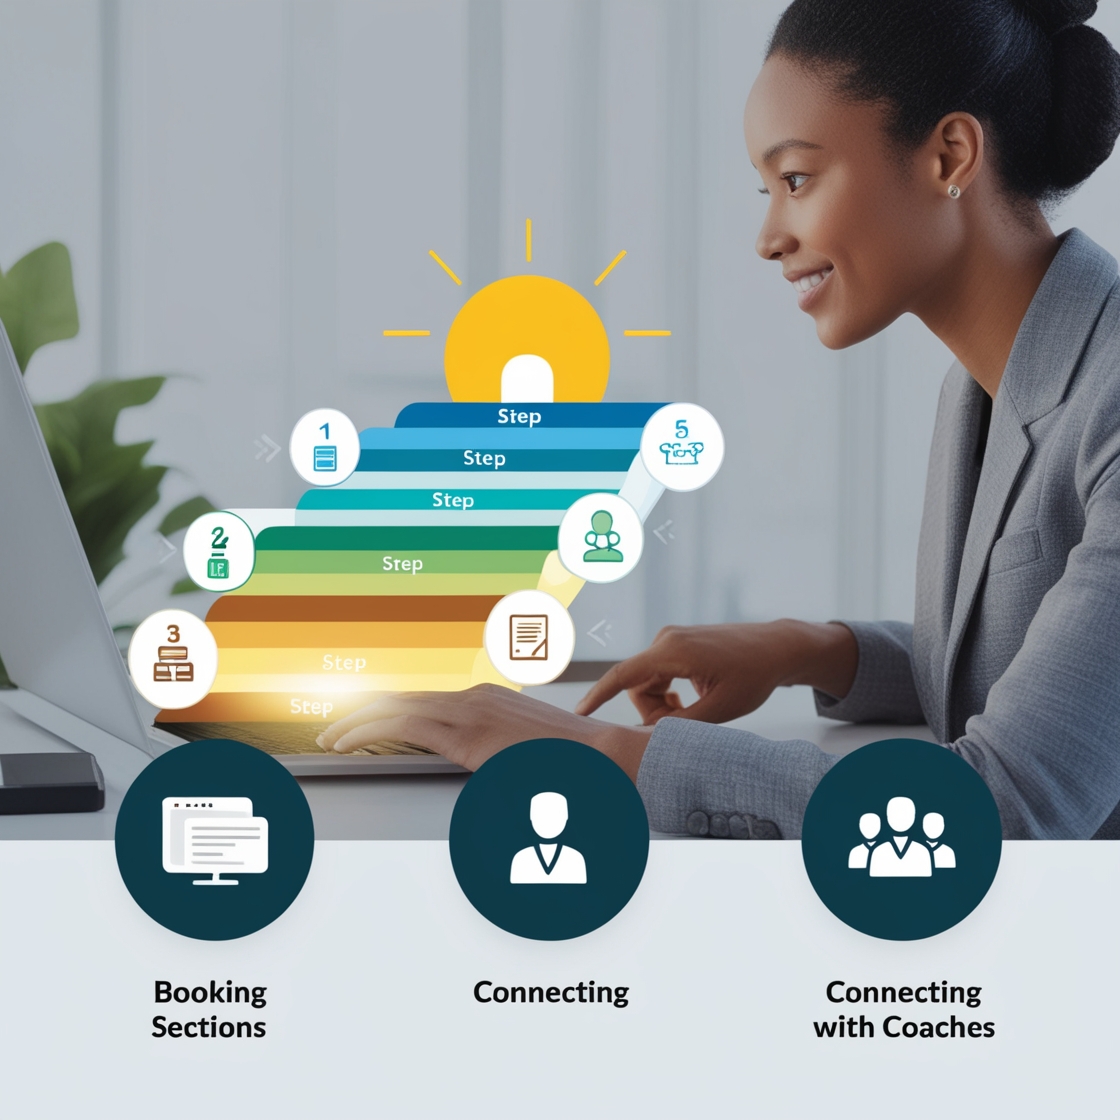 Step
1
5
Step
Step
2
Step
3
Step
Step
Booking
Sections
Connecting
Connecting
with Coaches